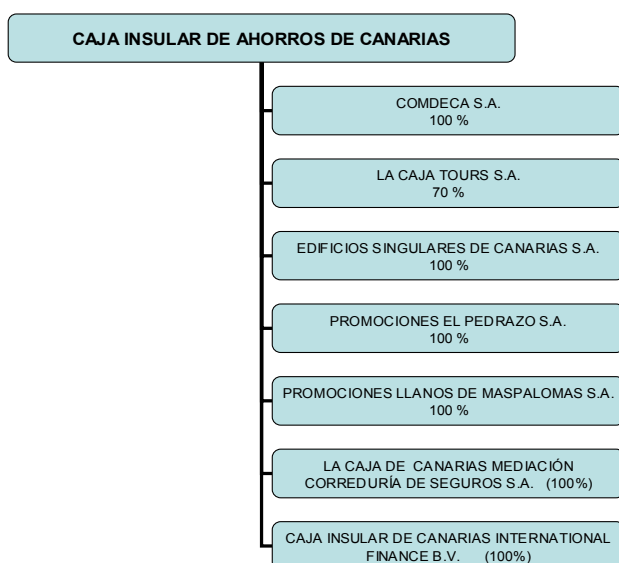 CAJA INSULAR DE AHORROS DE CANARIAS
COMDECA S.A.
100 %
LA CAJA TOURS S.A.
70 %
EDIFICIOS SINGULARES DE CANARIAS S.A.
100 %
PROMOCIONES EL PEDRAZO S.A.
100 %
PROMOCIONES LLANOS DE MASPALOMAS S.A.
100 %
LA CAJA DE CANARIAS MEDIACIÓN
CORREDURÍA DE SEGUROS S.A. (100%)
CAJA INSULAR DE CANARIAS INTERNATIONAL
FINANCE B.V. (100%)